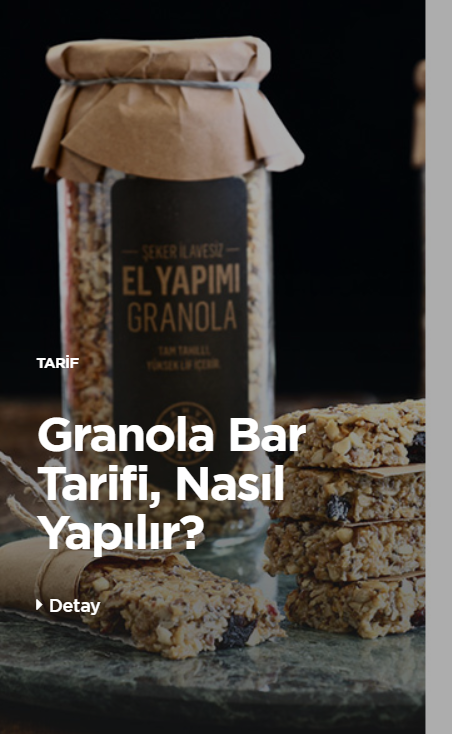 ŞEKER İLAVESİZ
EL YAPIMI
GRANOLA
TAM TAHILLI,
YÜKSEK LİF İÇERİR
TARİF
Granola Bar
Tarifi, Nasıl
Yapılır?
Detay